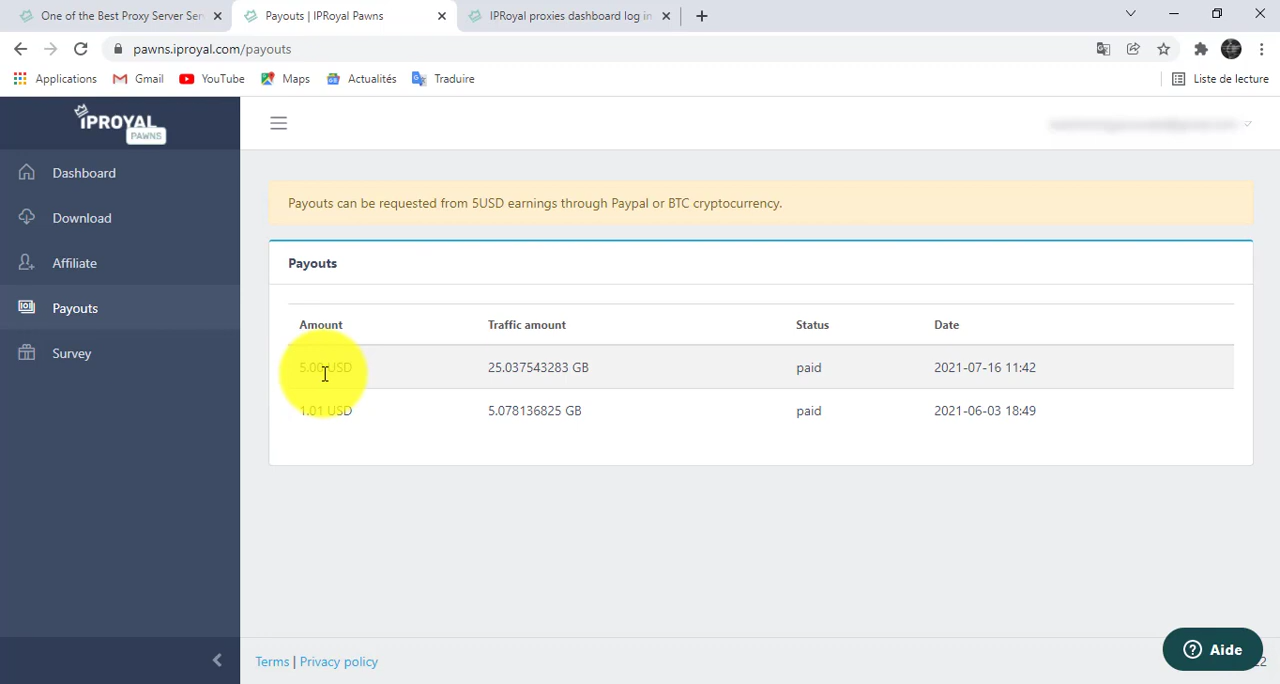 One of the Best Proxy Server Ser
Payouts | IPRoyal Pawns
IPRoyal proxies dashboard log in
pawns.iproyal.com/payouts
Applications
Gmail
YouTube
Maps
Actualités
Traduire
Liste de lecture
IPROYAL
PAWNS
Dashboard
Download
Affiliate
Payouts
Survey
Payouts can be requested from 5USD earnings through Paypal or BTC cryptocurrency.
Payouts
Amount Traffic amount Status Date
5.00 USD 25.037543283 GB paid 2021-07-16 11:42
1.01 USD 5.078136825 GB paid 2021-06-03 18:49
Terms | Privacy policy
Aide